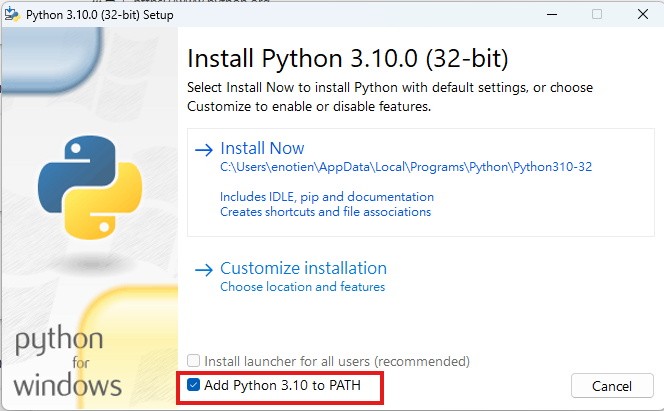 Python 3.10.0 (32-bit) Setup
Install Python 3.10.0 (32-bit)
Select Install Now to install Python with default settings, or choose
Customize to enable or disable features.
Install Now
C:\Users\enotien\AppData\Local\Programs\Python\Python310-32
Includes IDLE, pip and documentation
Creates shortcuts and file associations
Customize installation
Choose location and features
python
for
windows
Install launcher for all users (recommended)
Add Python 3.10 to PATH
Cancel